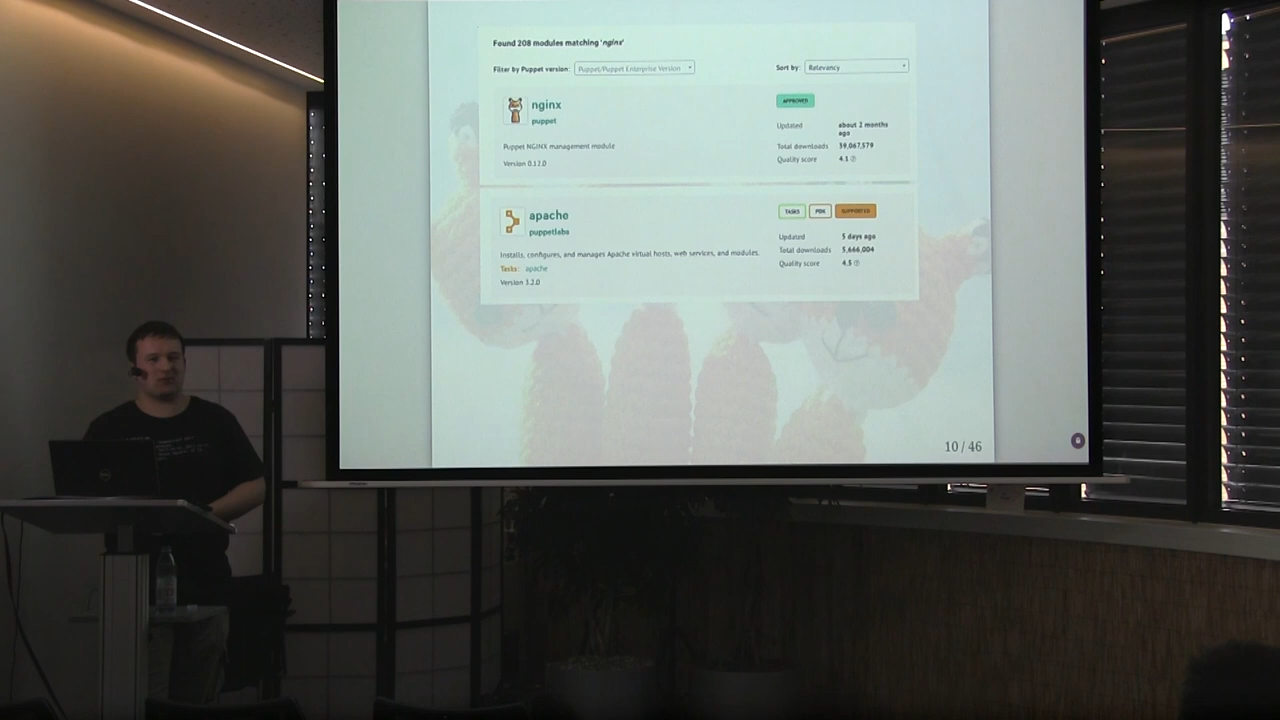 Found 208 modules matching 'nginx'
Filter by Puppet version: Puppet/Puppet Enterprise Version
Sort by: Relevancy
nginx
puppet
Puppet NGINX management module
Version 0.12.0
APPROVED
Updated about 2 months ago
Total downloads 39,067,579
Quality score 4.1
apache
puppetlabs
Installs, configures, and manages Apache virtual hosts, web services, and modules.
Tasks: apache
Version 3.2.0
TASKS PDK SUPPORTED
Updated 5 days ago
Total downloads 5,666,004
Quality score 4.5
10 / 46